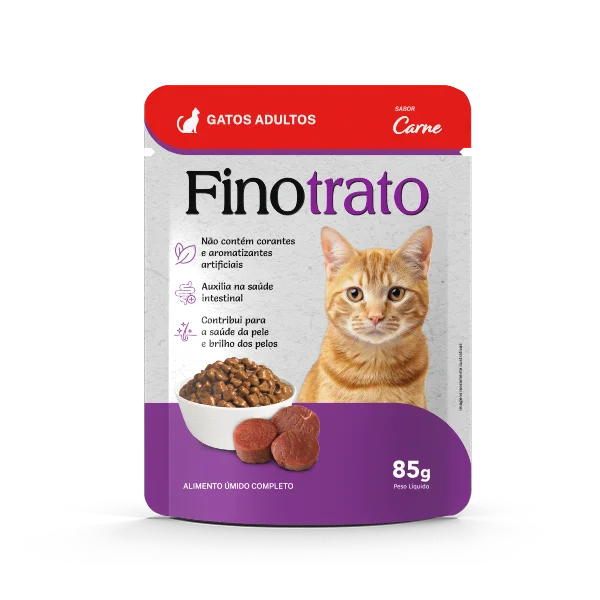 GATOS ADULTOS
SABOR
Carne
Finotrato
Não contém corantes
e aromatizantes
artificiais
Auxilia na saúde
intestinal
Contribui para
a saúde da pele
e brilho dos pelos
ALIMENTO ÚMIDO COMPLETO
85g
Peso Líquido